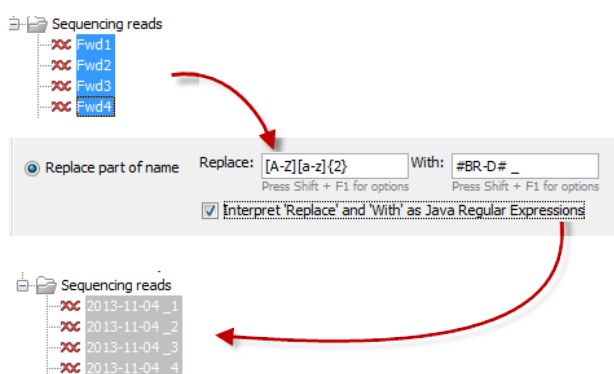 Sequencing reads
Fwd1
Fwd2
Fwd3
Fwd4
Replace part of name Replace: [A-Z][a-z]{2} With: #BR-D# _
Press Shift + F1 for options Press Shift + F1 for options
Interpret 'Replace' and 'With' as Java Regular Expressions
Sequencing reads
2013-11-04 _1
2013-11-04 _2
2013-11-04 _3
2013-11-04 _4